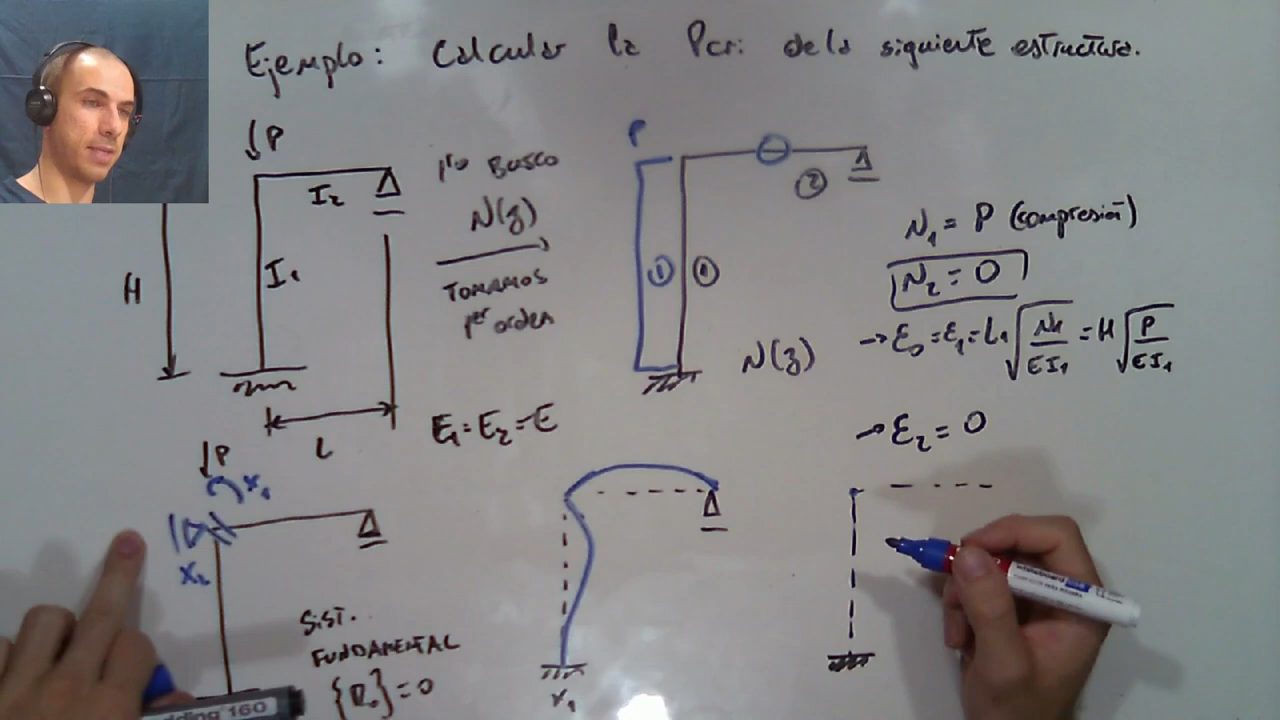 Ejemplo: Calcular la Pcr: de la siguiente estructura.
P
I₂
I₁
H
L
1ro BUSCO
N(z)
TOMAMOS
1er orden
E₁=E₂=E
P
①
①
②
N(z)
N₁ = P (compresión)
N₂ = 0
→ε₀=ε₁=L₁√(N₁/EI₁)=H√(P/EI₁)
→ε₂=0
P
x₁
x₂
SIST.
FUNDAMENTAL
{R₀}=0
x₁
edding 160